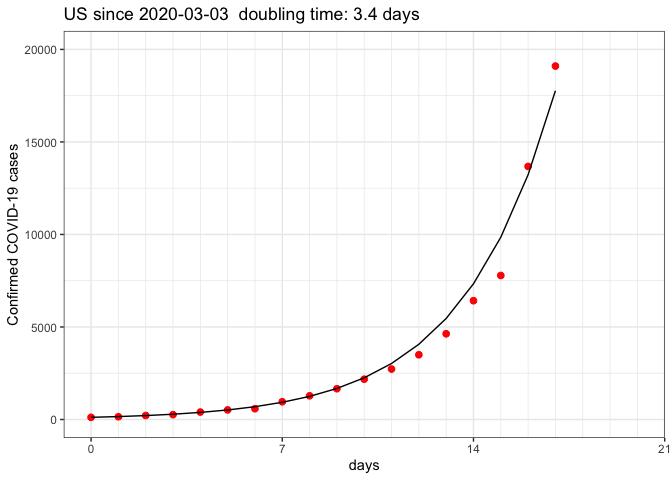 US since 2020-03-03  doubling time: 3.4 days
Confirmed COVID-19 cases
20000
15000
10000
5000
0
0 7 14 21
days